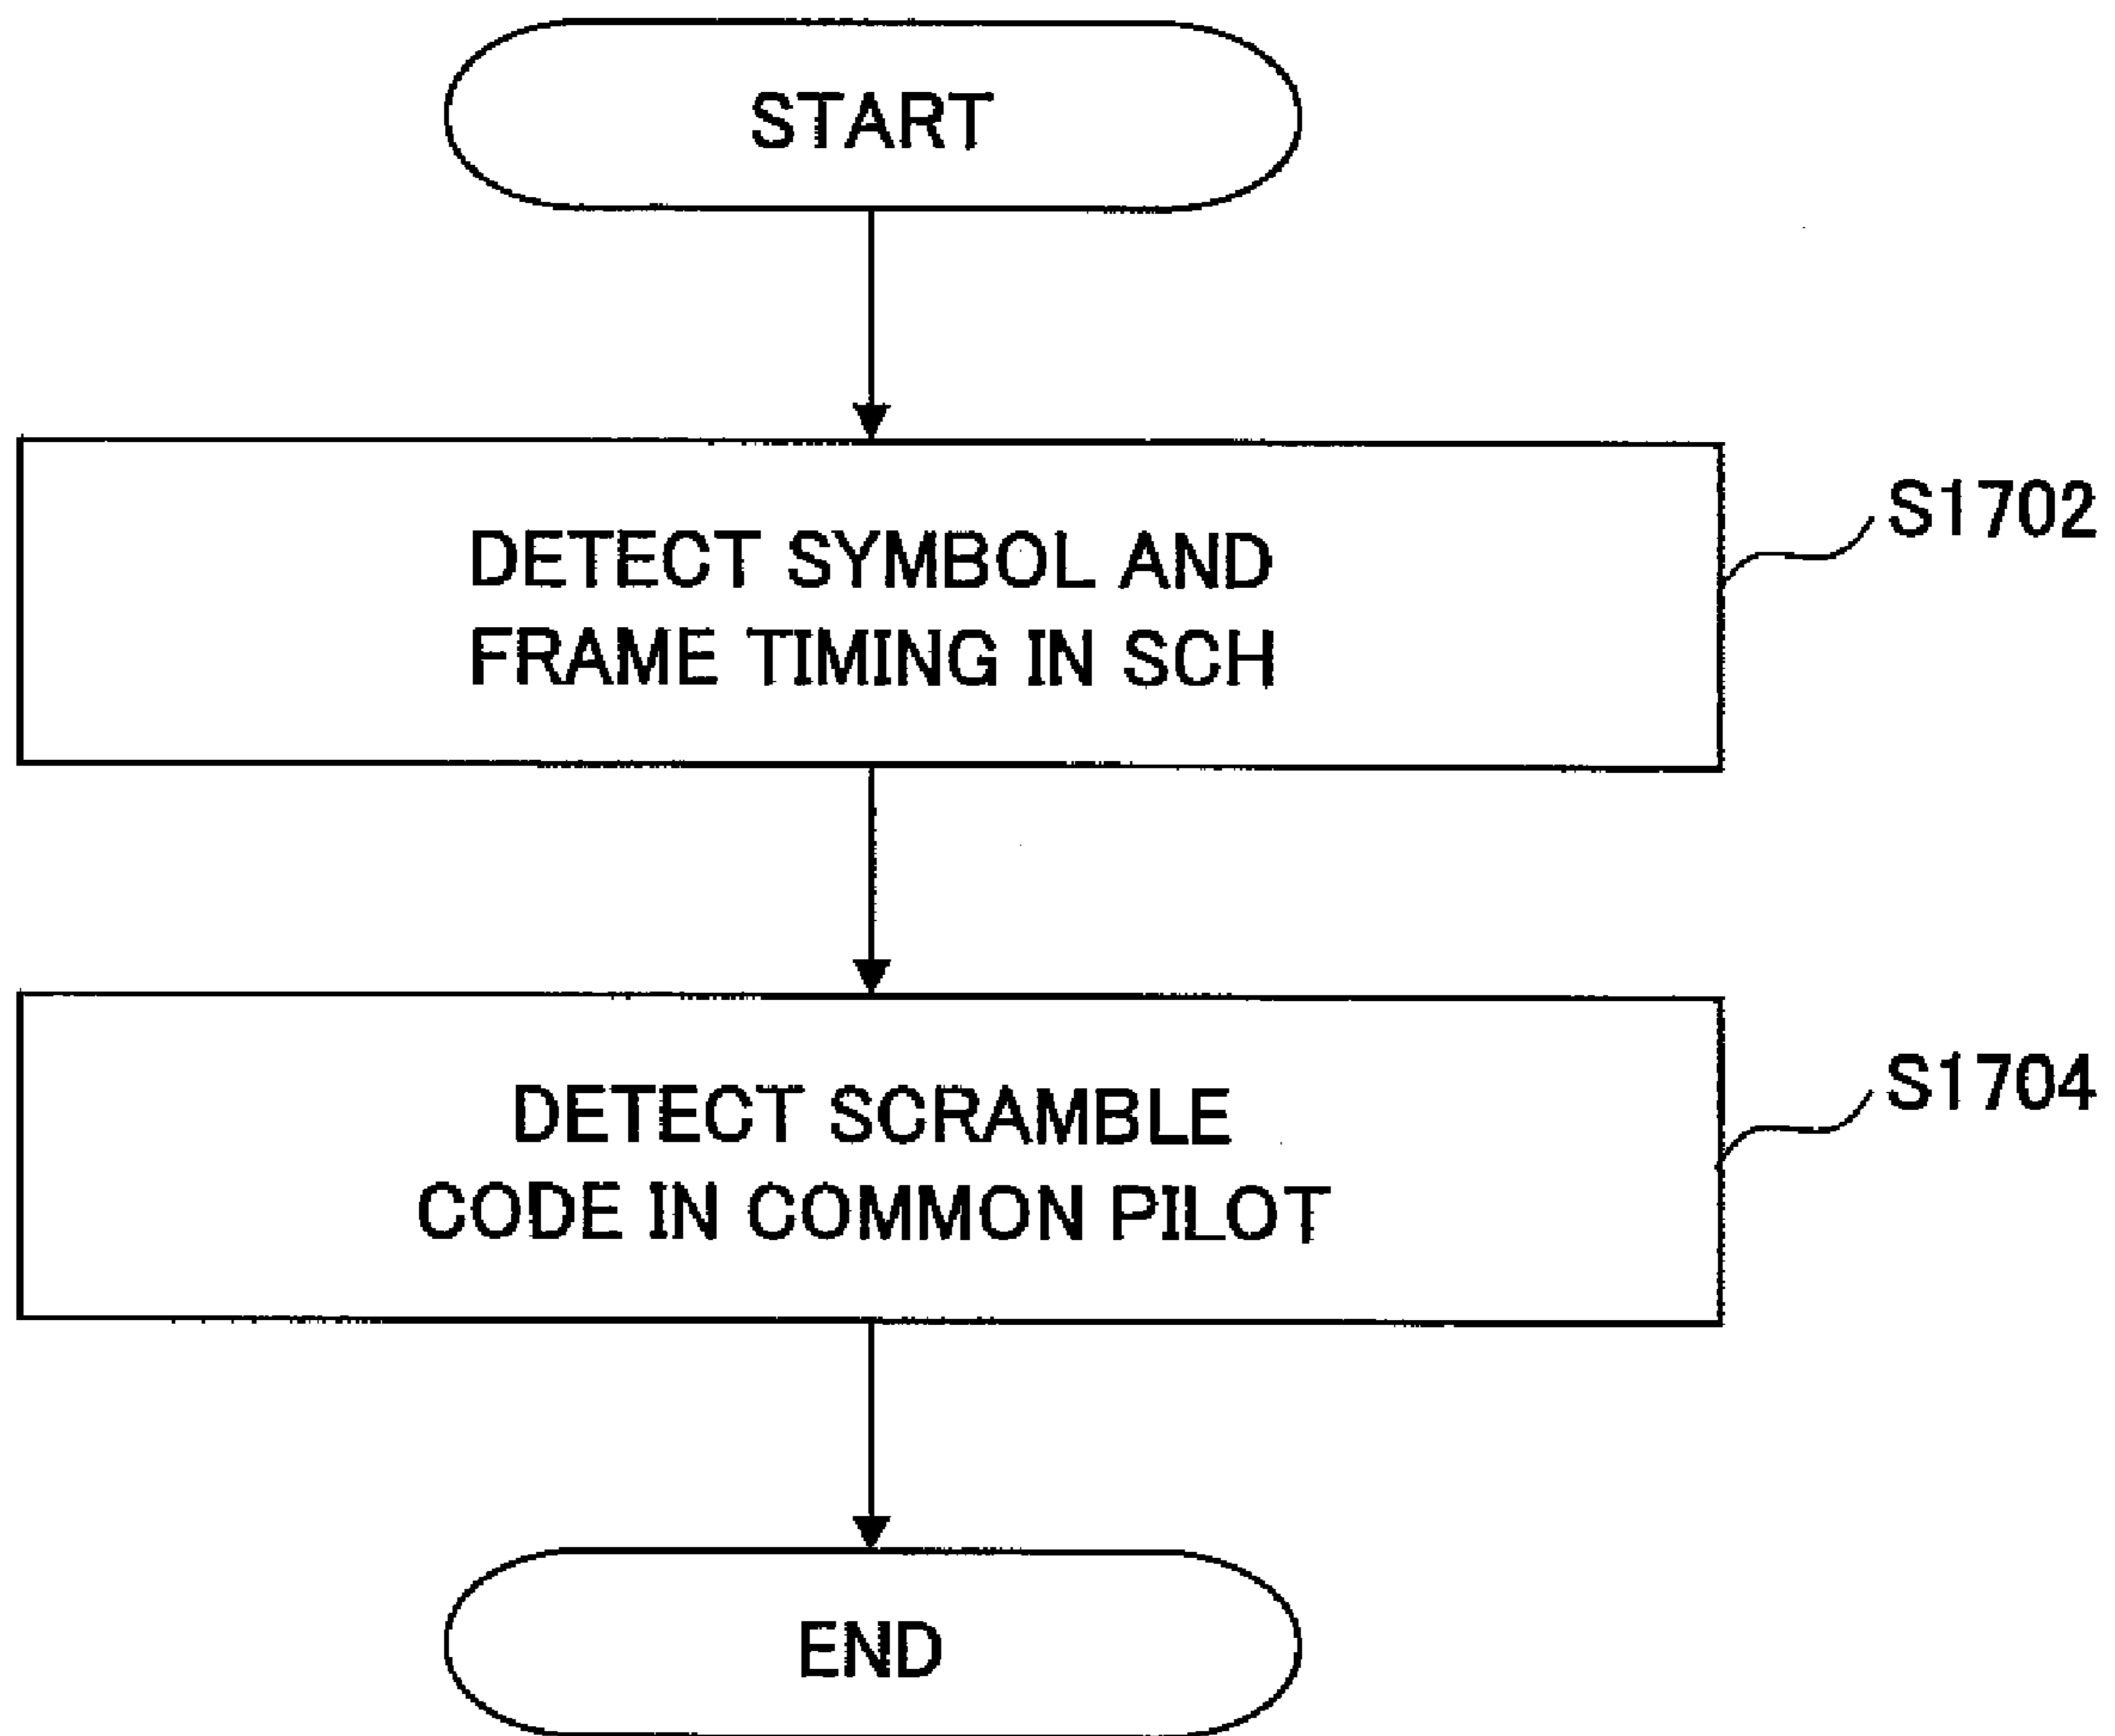 START
DETECT SYMBOL AND
FRAME TIMING IN SCH
S1702
DETECT SCRAMBLE
CODE IN COMMON PILOT
S1704
END